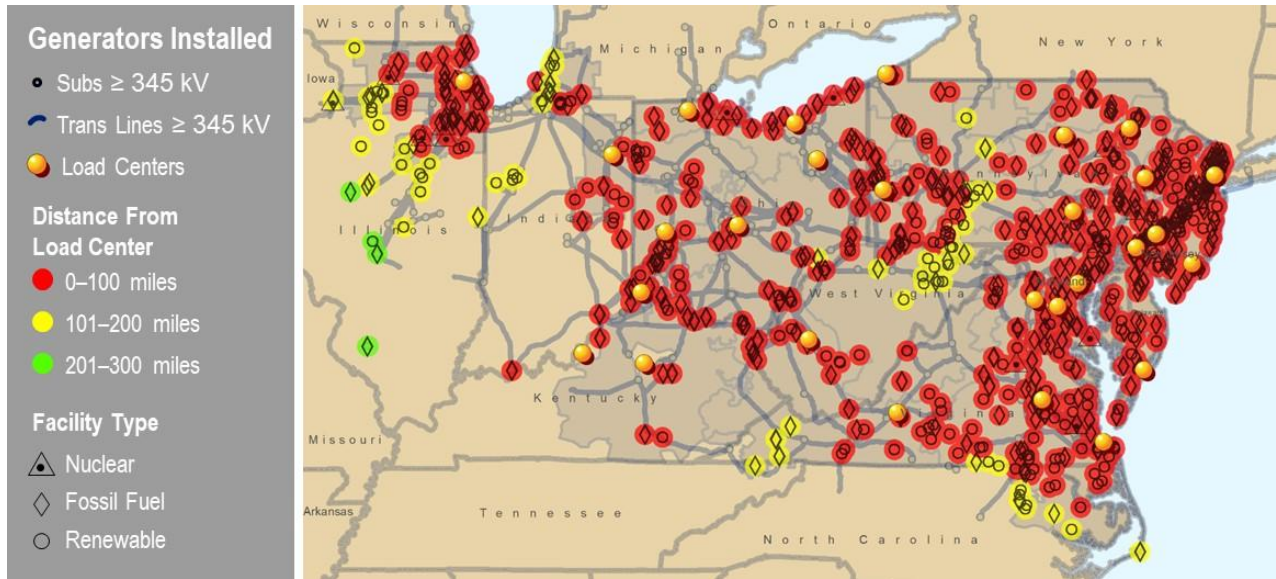 Generators Installed
Subs ≥ 345 kV
Trans Lines ≥ 345 kV
Load Centers
Distance From
Load Center
0–100 miles
101–200 miles
201–300 miles
Facility Type
Nuclear
Fossil Fuel
Renewable
Wisconsin
Michigan
Ontario
New York
Iowa
Illinois
West Virginia
Kentucky
Missouri
Arkansas
Tennessee
North Carolina